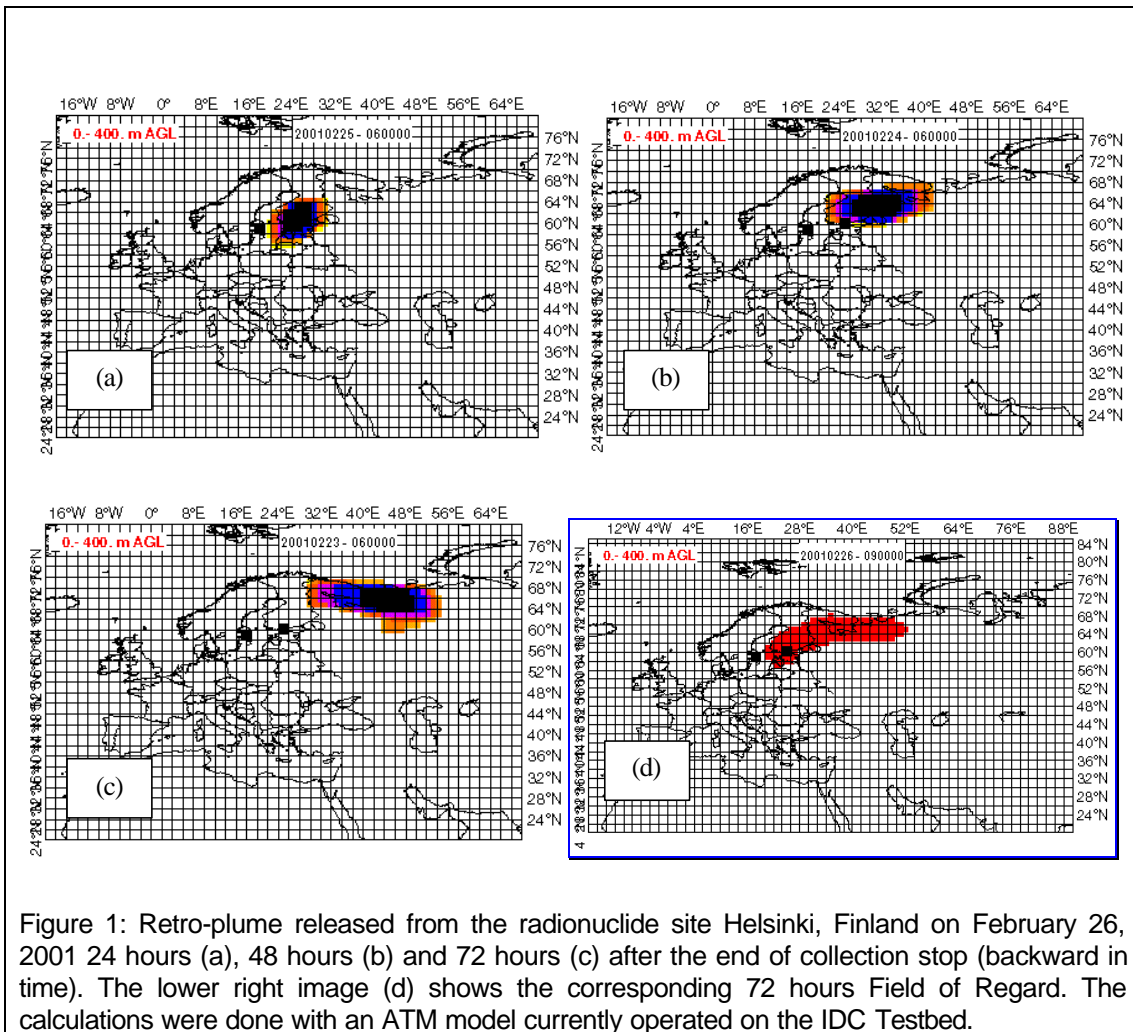 16°W 8°W 0° 8°E 16°E 24°E 32°E 40°E 48°E 56°E 64°E
0.- 400. m AGL
20010225 - 060000
76°N
72°N
68°N
64°N
60°N
56°N
52°N
48°N
44°N
40°N
36°N
32°N
28°N
24°N
(a)
16°W 8°W 0° 8°E 16°E 24°E 32°E 40°E 48°E 56°E 64°E
0.- 400. m AGL
20010224 - 060000
76°N
72°N
68°N
64°N
60°N
56°N
52°N
48°N
44°N
40°N
36°N
32°N
28°N
24°N
(b)
16°W 8°W 0° 8°E 16°E 24°E 32°E 40°E 48°E 56°E 64°E
0.- 400. m AGL
20010223 - 060000
76°N
72°N
68°N
64°N
60°N
56°N
52°N
48°N
44°N
40°N
36°N
32°N
28°N
24°N
(c)
12°W 4°W 4°E 16°E 28°E 40°E 52°E 64°E 76°E 88°E
0.- 400. m AGL
20010226 - 090000
84°N
80°N
76°N
72°N
68°N
64°N
60°N
56°N
52°N
48°N
44°N
40°N
36°N
32°N
28°N
24°N
(d)
Figure 1: Retro-plume released from the radionuclide site Helsinki, Finland on February 26,
2001 24 hours (a), 48 hours (b) and 72 hours (c) after the end of collection stop (backward in
time). The lower right image (d) shows the corresponding 72 hours Field of Regard. The
calculations were done with an ATM model currently operated on the IDC Testbed.